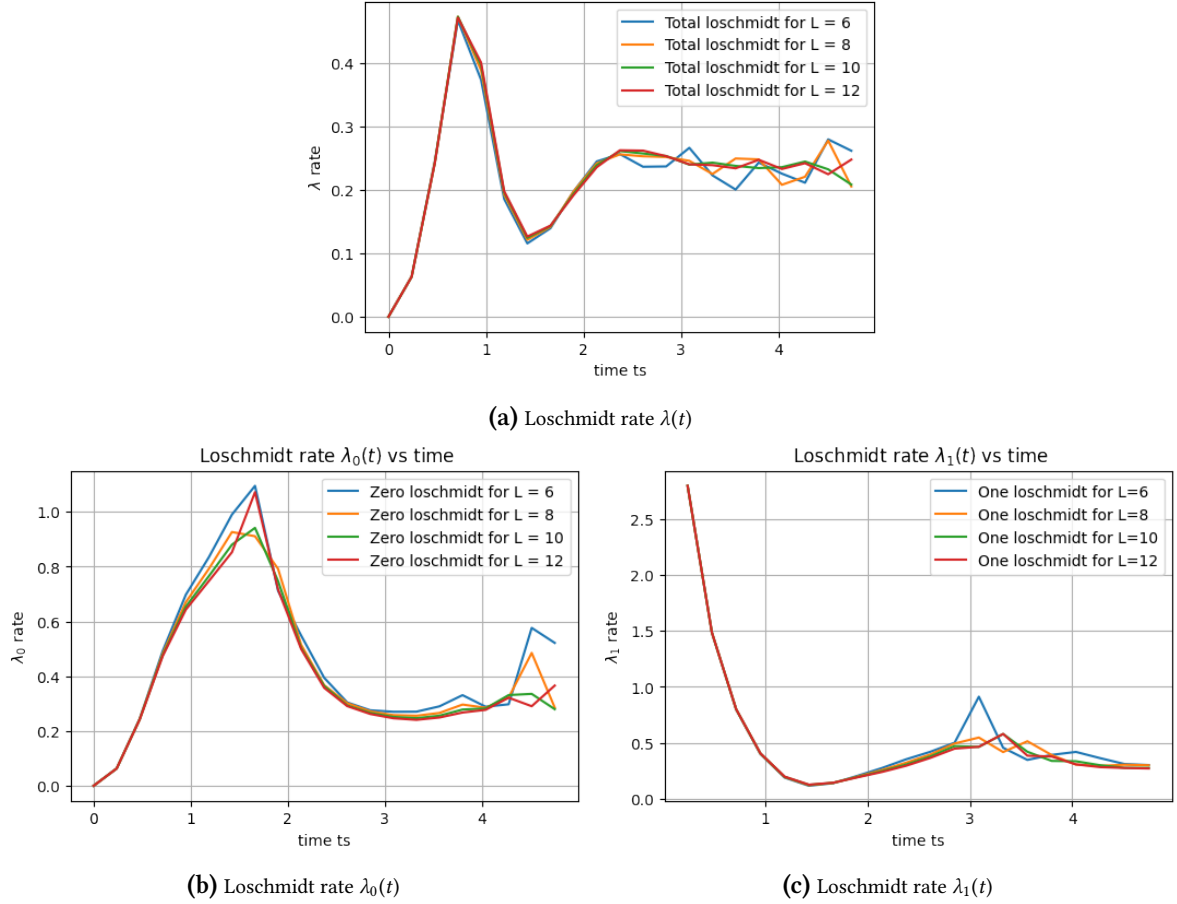 Total loschmidt for L = 6
Total loschmidt for L = 8
Total loschmidt for L = 10
Total loschmidt for L = 12
0.4
0.3
0.2
0.1
0.0
λ rate
0 1 2 3 4
time ts
(a) Loschmidt rate λ(t)
Loschmidt rate λ₀(t) vs time
Zero loschmidt for L = 6
Zero loschmidt for L = 8
Zero loschmidt for L = 10
Zero loschmidt for L = 12
1.0
0.8
0.6
0.4
0.2
0.0
λ₀ rate
0 1 2 3 4
time ts
(b) Loschmidt rate λ₀(t)
Loschmidt rate λ₁(t) vs time
One loschmidt for L=6
One loschmidt for L=8
One loschmidt for L=10
One loschmidt for L=12
2.5
2.0
1.5
1.0
0.5
0.0
λ₁ rate
1 2 3 4
time ts
(c) Loschmidt rate λ₁(t)